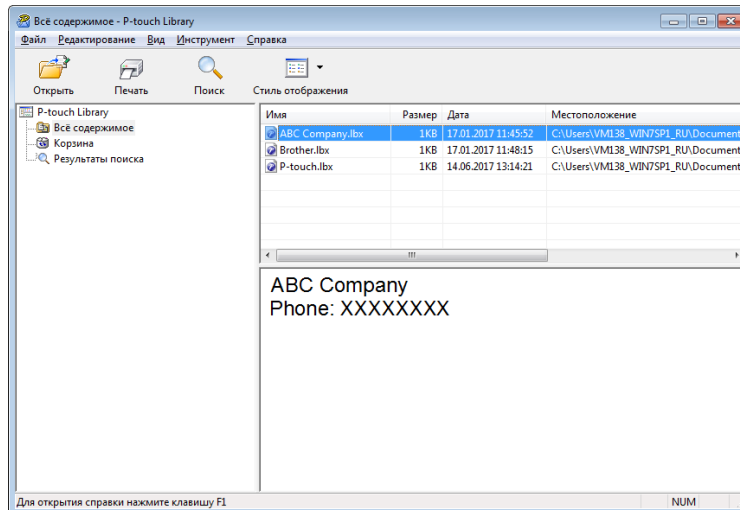 Всё содержимое - P-touch Library
Файл Редактирование Вид Инструмент Справка
Открыть Печать Поиск Стиль отображения
P-touch Library
Всё содержимое
Корзина
Результаты поиска
Имя Размер Дата Местоположение
ABC Company.lbx 1KB 17.01.2017 11:45:52 C:\Users\VM138_WIN7SP1_RU\Document
Brother.lbx 1KB 17.01.2017 11:48:15 C:\Users\VM138_WIN7SP1_RU\Document
P-touch.lbx 1KB 14.06.2017 13:14:21 C:\Users\VM138_WIN7SP1_RU\Document
ABC Company
Phone: XXXXXXXX
Для открытия справки нажмите клавишу F1 NUM